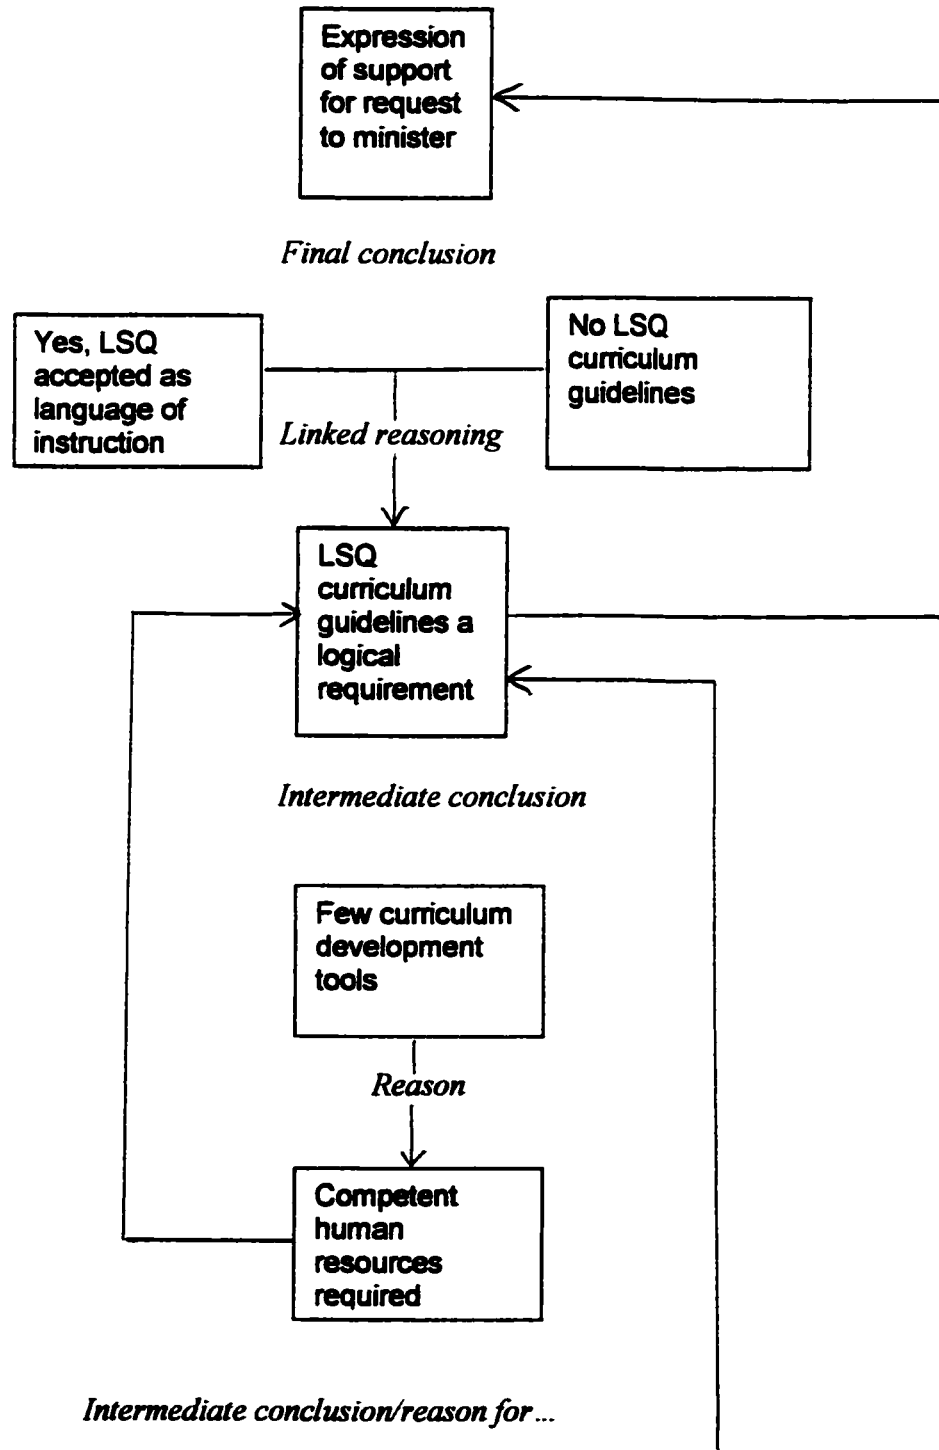 Expression
of support
for request
to minister
Final conclusion
Yes, LSQ
accepted as
language of
instruction
No LSQ
curriculum
guidelines
Linked reasoning
LSQ
curriculum
guidelines a
logical
requirement
Intermediate conclusion
Few curriculum
development
tools
Reason
Competent
human
resources
required
Intermediate conclusion/reason for...